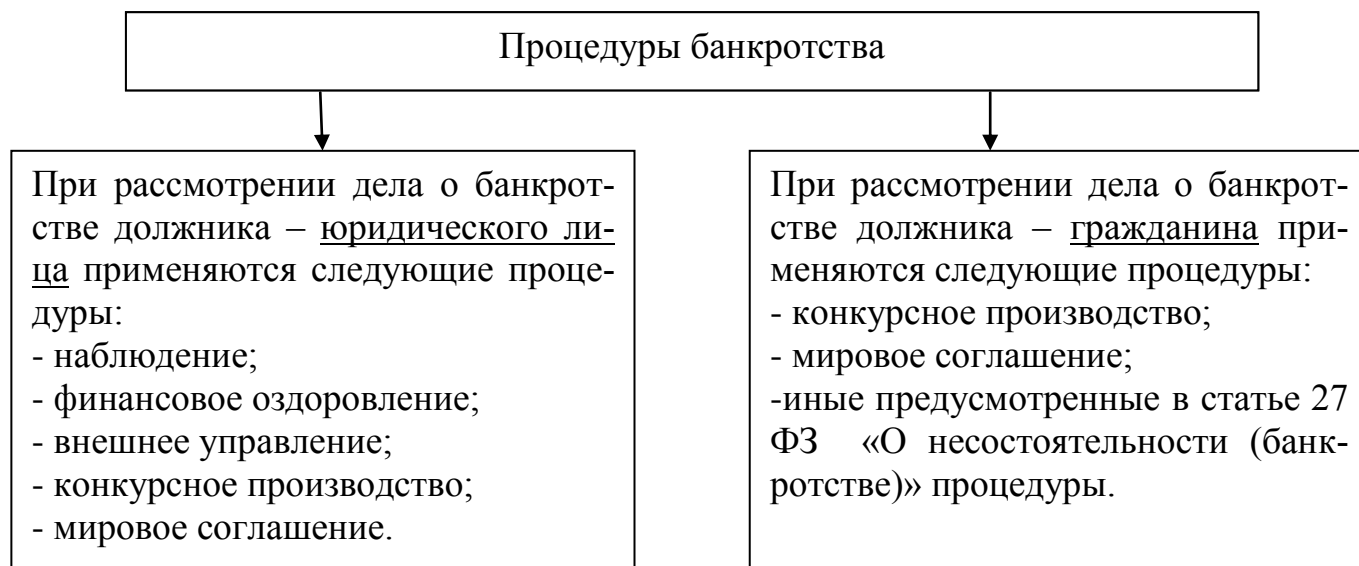 Процедуры банкротства
При рассмотрении дела о банкрот-
стве должника – юридического ли-
ца применяются следующие проце-
дуры:
- наблюдение;
- финансовое оздоровление;
- внешнее управление;
- конкурсное производство;
- мировое соглашение.
При рассмотрении дела о банкрот-
стве должника – гражданина при-
меняются следующие процедуры:
- конкурсное производство;
- мировое соглашение;
-иные предусмотренные в статье 27
ФЗ «О несостоятельности (банк-
ротстве)» процедуры.